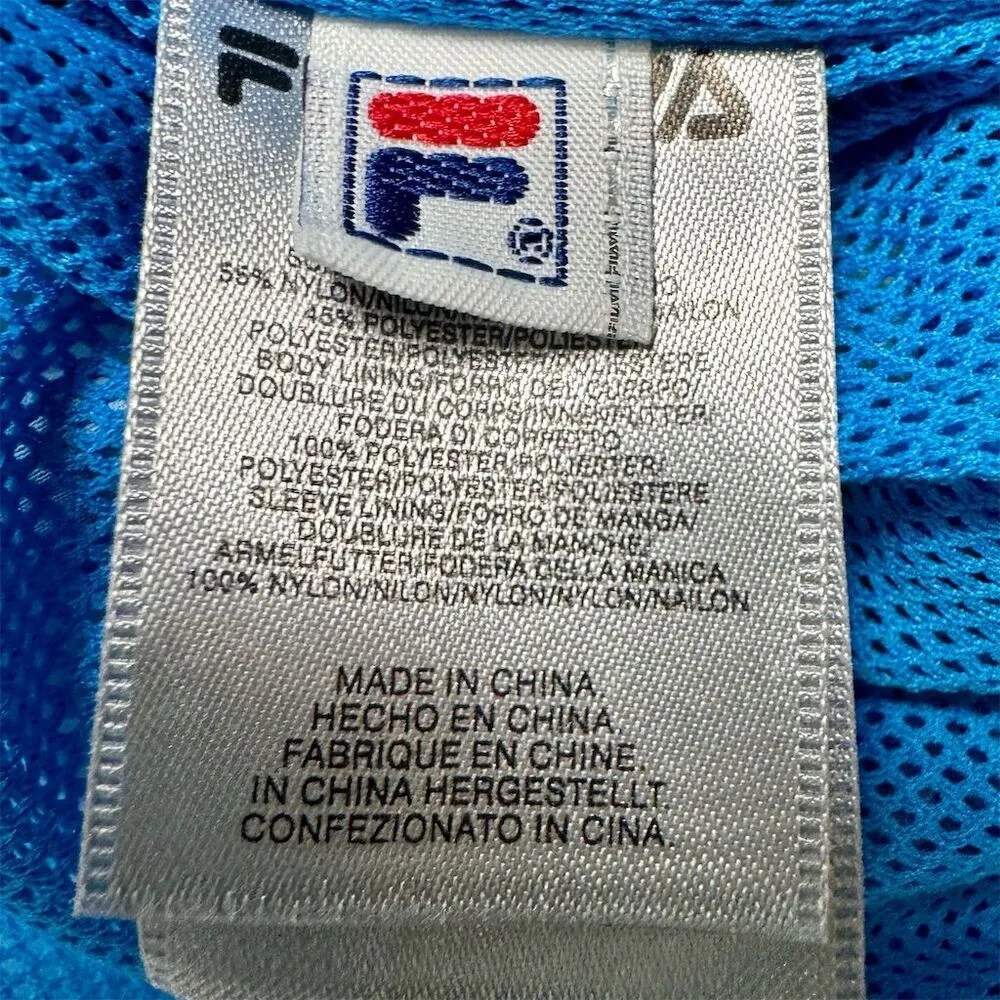 FILA
F
®
55% NYLON/NILON/ NAILON
45% POLYESTER/POLIESTER/
POLYESTER/POLYESTER/POLIESTERE
BODY LINING/FORRO DEL CUERPO/
DOUBLURE DU CORPS/INNENFUTTER/
FODERA DI CORPETTO
100% POLYESTER/POLIESTER/
POLYESTER/POLYESTER/POLIESTERE
SLEEVE LINING/FORRO DE MANGA/
DOUBLURE DE LA MANCHE/
ARMELFUTTER/FODERA DELLA MANICA
100% NYLON/NILON/NYLON/NYLON/NAILON
MADE IN CHINA.
HECHO EN CHINA.
FABRIQUE EN CHINE.
IN CHINA HERGESTELLT.
CONFEZIONATO IN CINA.